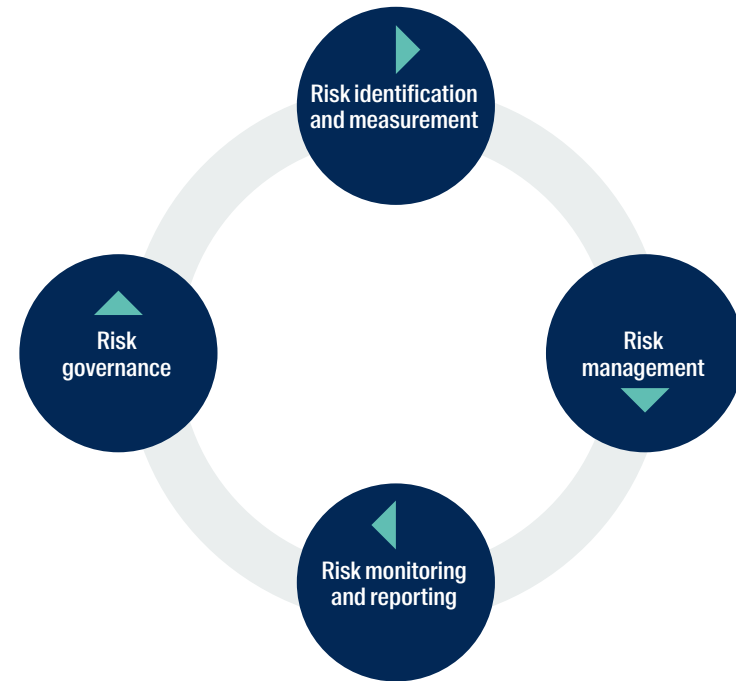 Risk identification
and measurement
Risk
governance
Risk
management
Risk monitoring
and reporting